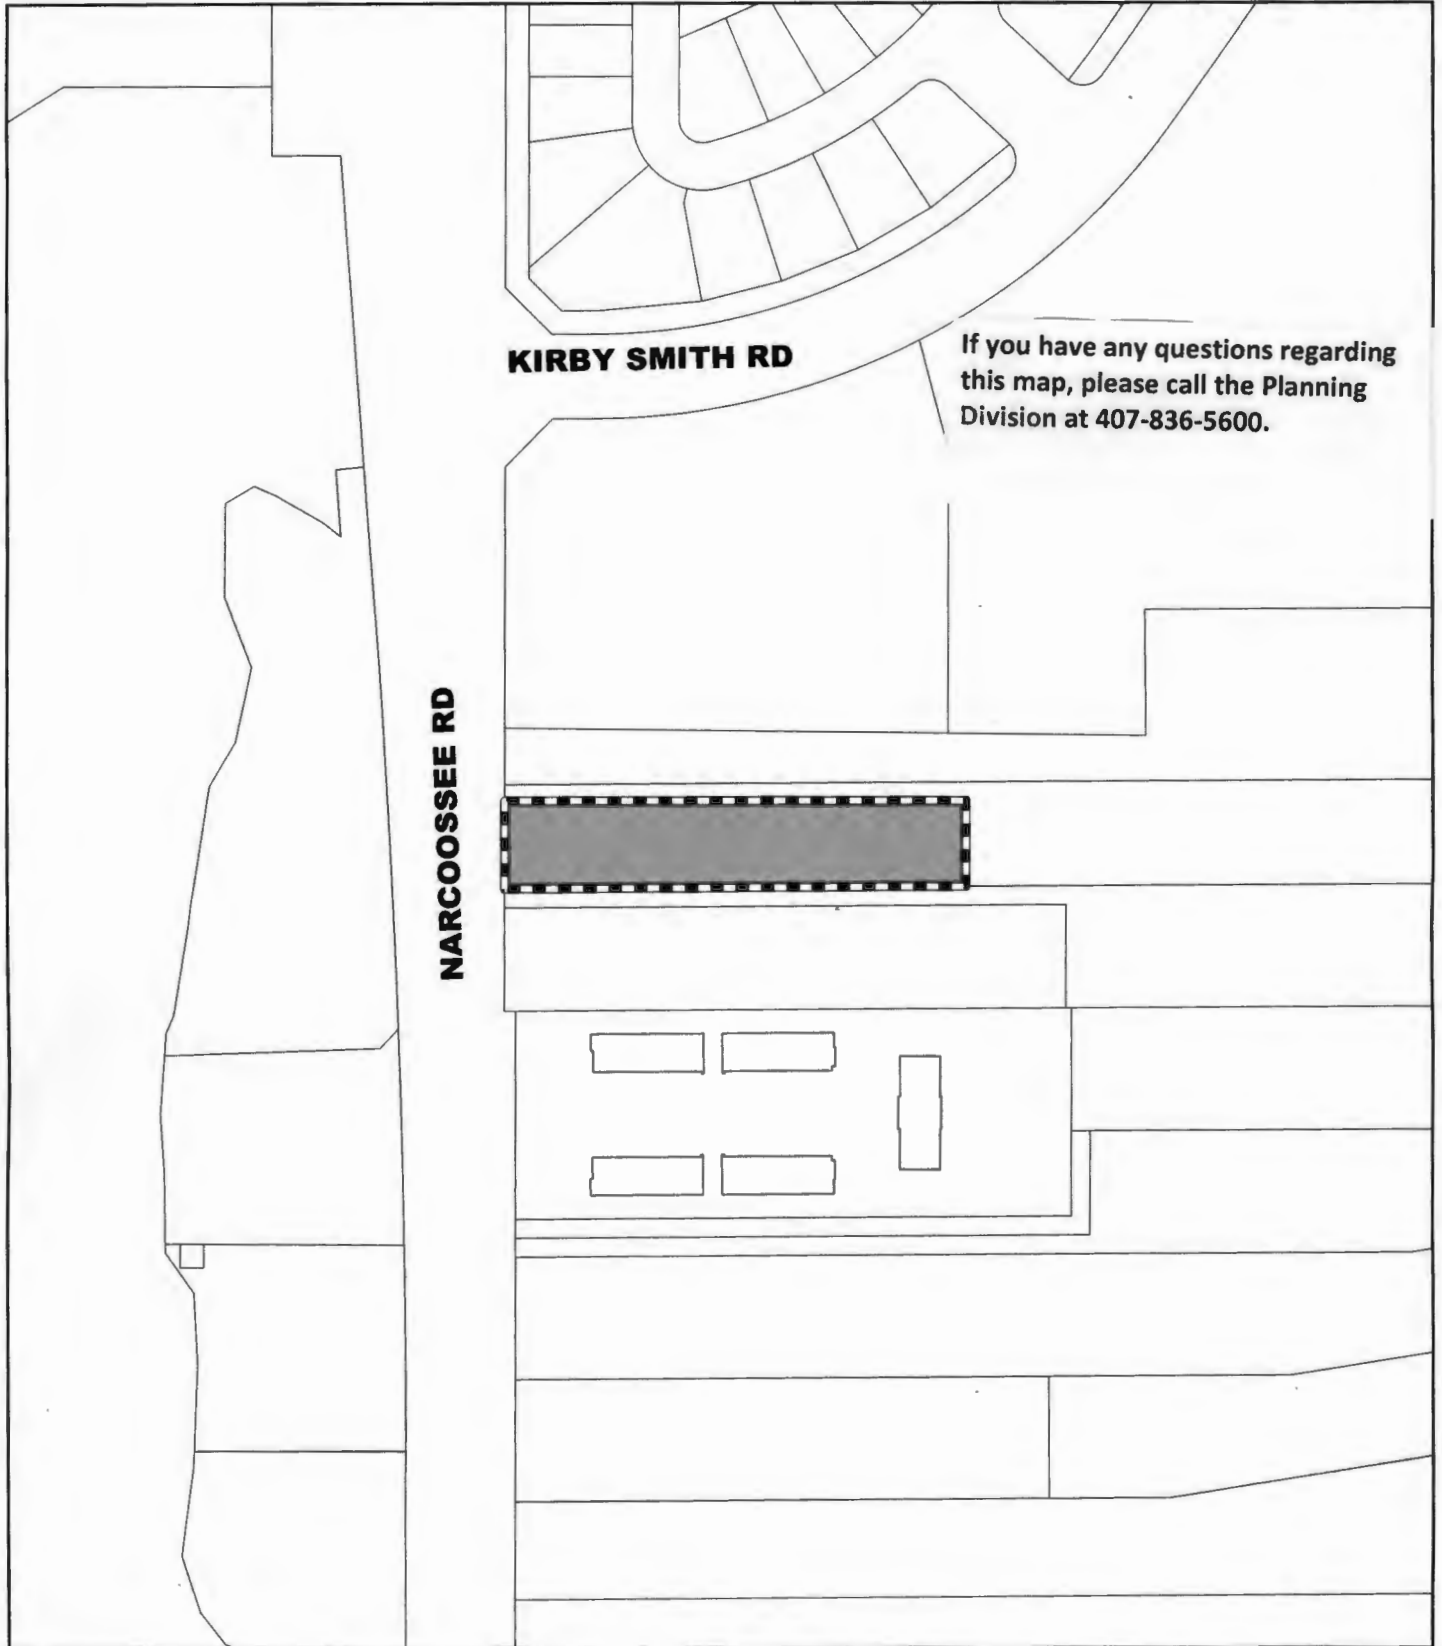 KIRBY SMITH RD
If you have any questions regarding
this map, please call the Planning
Division at 407-836-5600.
NARCOOSSEE RD